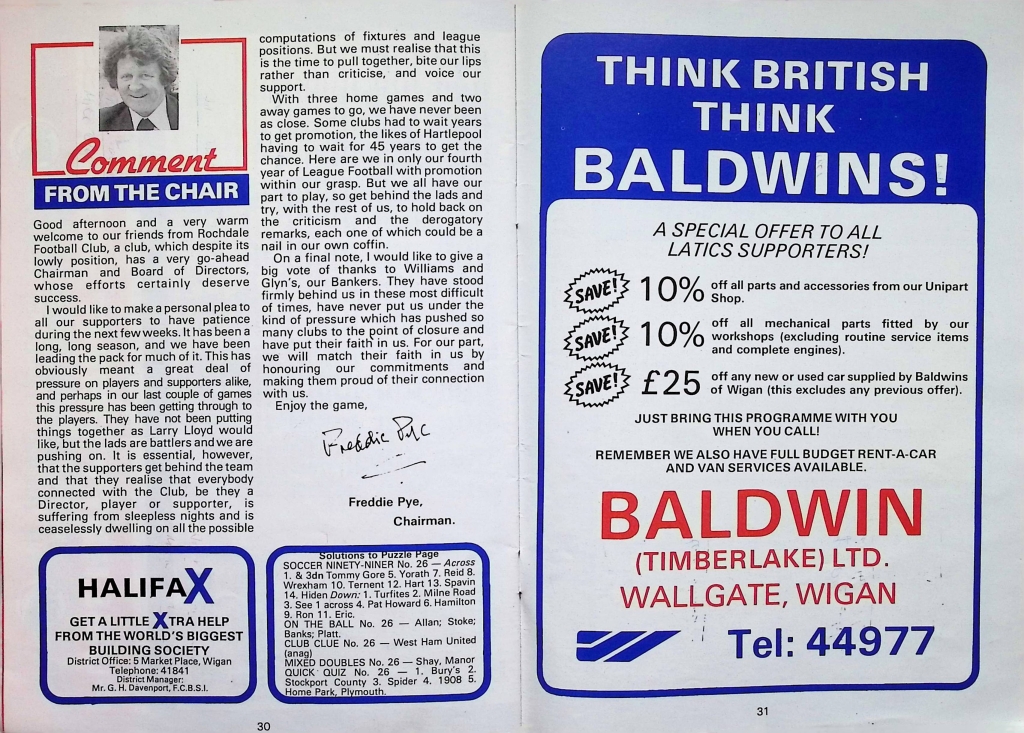 Comment
FROM THE CHAIR
Good afternoon and a very warm
welcome to our friends from Rochdale
Football Club, a club, which despite its
lowly position, has a very go-ahead
Chairman and Board of Directors,
whose efforts certainly deserve
success.
I would like to make a personal plea to
all our supporters to have patience
during the next few weeks. It has been a
long, long season, and we have been
leading the pack for much of it. This has
obviously meant a great deal of
pressure on players and supporters alike,
and perhaps in our last couple of games
this pressure has been getting through to
the players. They have not been putting
things together as Larry Lloyd would
like, but the lads are battlers and we are
pushing on. It is essential, however,
that the supporters get behind the team
and that they realise that everybody
connected with the Club, be they a
Director, player or supporter, is
suffering from sleepless nights and is
ceaselessly dwelling on all the possible
computations of fixtures and league
positions. But we must realise that this
is the time to pull together, bite our lips
rather than criticise, and voice our
support.
With three home games and two
away games to go, we have never been
as close. Some clubs had to wait years
to get promotion, the likes of Hartlepool
having to wait for 45 years to get the
chance. Here are we in only our fourth
year of League Football with promotion
within our grasp. But we all have our
part to play, so get behind the lads and
try, with the rest of us, to hold back on
the criticism and the derogatory
remarks, each one of which could be a
nail in our own coffin.
On a final note, I would like to give a
big vote of thanks to Williams and
Glyn's, our Bankers. They have stood
firmly behind us in these most difficult
of times, have never put us under the
kind of pressure which has pushed so
many clubs to the point of closure and
have put their faith in us. For our part,
we will match their faith in us by
honouring our commitments and
making them proud of their connection
with us.
Enjoy the game,
Freddie Pye
Freddie Pye,
Chairman.
HALIFAX
GET A LITTLE XTRA HELP
FROM THE WORLD'S BIGGEST
BUILDING SOCIETY
District Office: 5 Market Place, Wigan
Telephone: 41841
District Manager:
Mr. G. H. Davenport, F.C.B.S.I.
Solutions to Puzzle Page
SOCCER NINETY-NINER No. 26 — Across
1. & 3dn Tommy Gore 5. Yorath 7. Reid 8.
Wrexham 10. Ternent 12. Hart 13. Spavin
14. Hiden Down: 1. Turfites 2. Milne Road
3. See 1 across 4. Pat Howard 6. Hamilton
9. Ron 11. Eric.
ON THE BALL No. 26 — Allan; Stoke;
Banks; Platt.
CLUB CLUE No. 26 — West Ham United
(anag)
MIXED DOUBLES No. 26 — Shay, Manor
QUICK QUIZ No. 26 — 1. Bury's 2.
Stockport County 3. Spider 4. 1908 5.
Home Park, Plymouth.
30
THINK BRITISH
THINK
BALDWINS!
A SPECIAL OFFER TO ALL
LATICS SUPPORTERS!
SAVE! 10% off all parts and accessories from our Unipart
Shop.
SAVE! 10% off all mechanical parts fitted by our
workshops (excluding routine service items
and complete engines).
SAVE! £25 off any new or used car supplied by Baldwins
of Wigan (this excludes any previous offer).
JUST BRING THIS PROGRAMME WITH YOU
WHEN YOU CALL!
REMEMBER WE ALSO HAVE FULL BUDGET RENT-A-CAR
AND VAN SERVICES AVAILABLE.
BALDWIN
(TIMBERLAKE) LTD.
WALLGATE, WIGAN
Tel: 44977
31